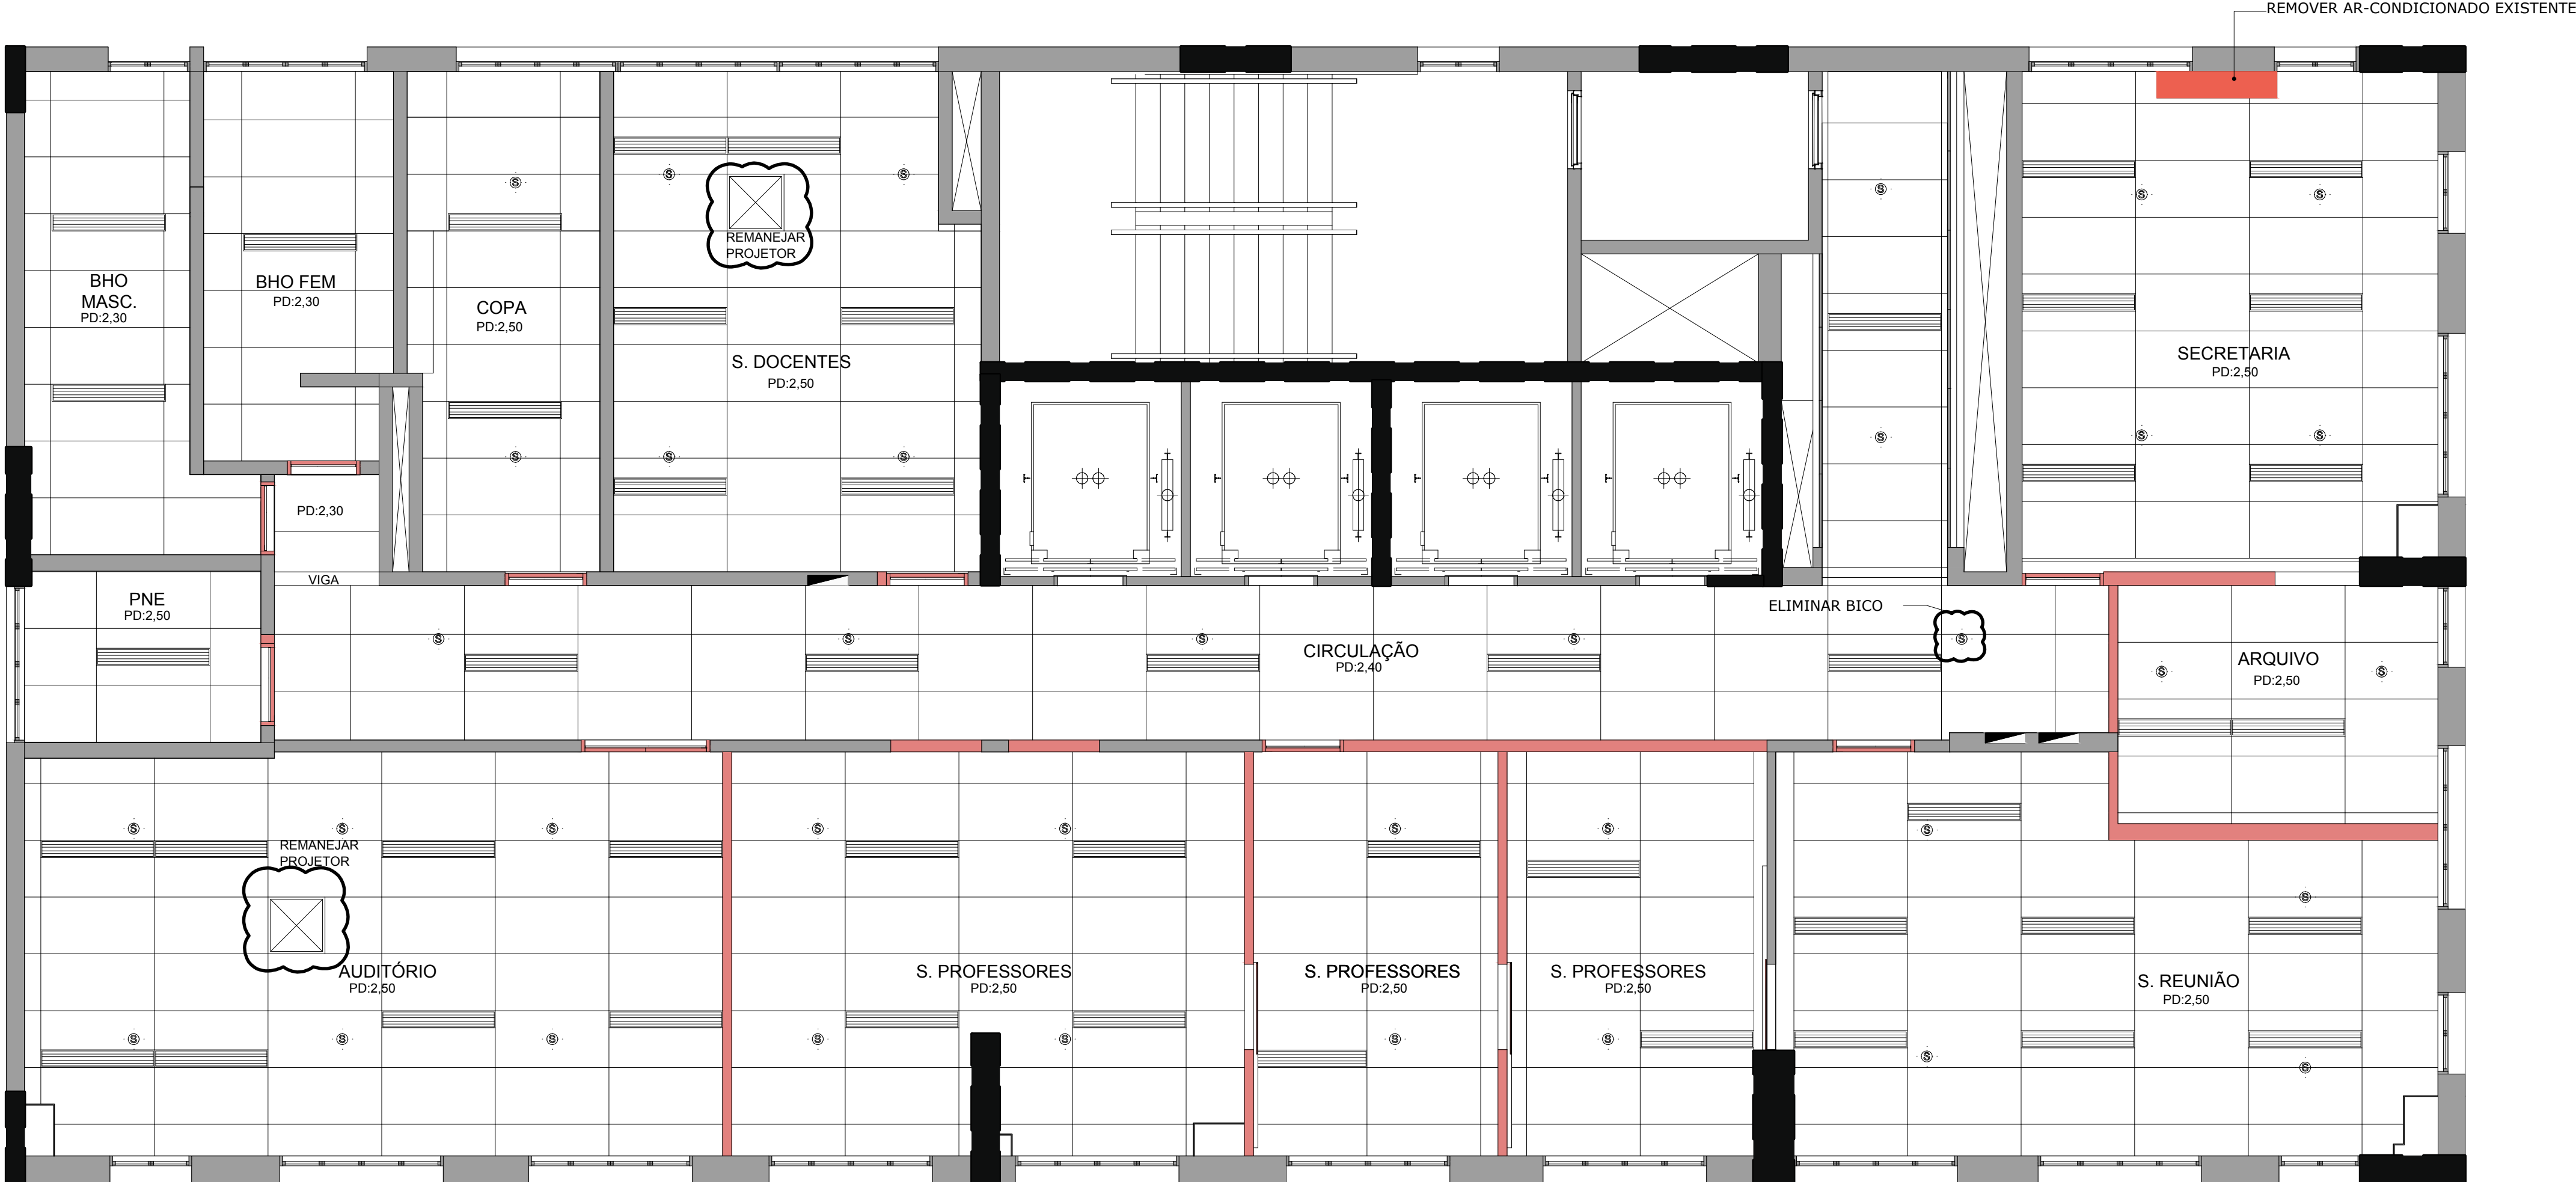 REMOVER AR-CONDICIONADO EXISTENTE
REMANEJAR
PROJETOR
BHO
MASC.
PD:2,30
BHO FEM
PD:2,30
COPA
PD:2,50
S. DOCENTES
PD:2,50
SECRETARIA
PD:2,50
PD:2,30
VIGA
PNE
PD:2,50
ELIMINAR BICO
CIRCULAÇÃO
PD:2,40
ARQUIVO
PD:2,50
REMANEJAR
PROJETOR
AUDITÓRIO
PD:2,50
S. PROFESSORES
PD:2,50
S. PROFESSORES
PD:2,50
S. PROFESSORES
PD:2,50
S. REUNIÃO
PD:2,50